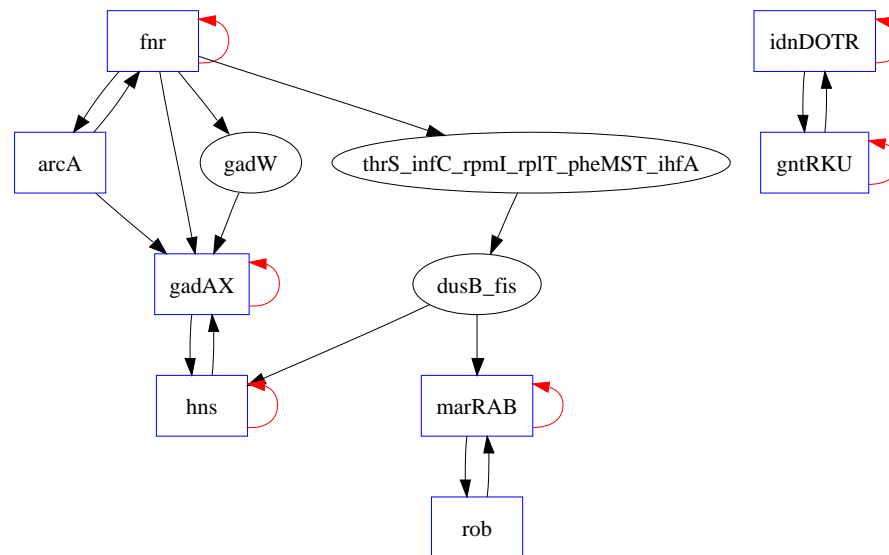 fnr
idnDOTR
arcA
gadW
thrS_infC_rpmI_rplT_pheMST_ihfA
gntRKU
gadAX
dusB_fis
hns
marRAB
rob